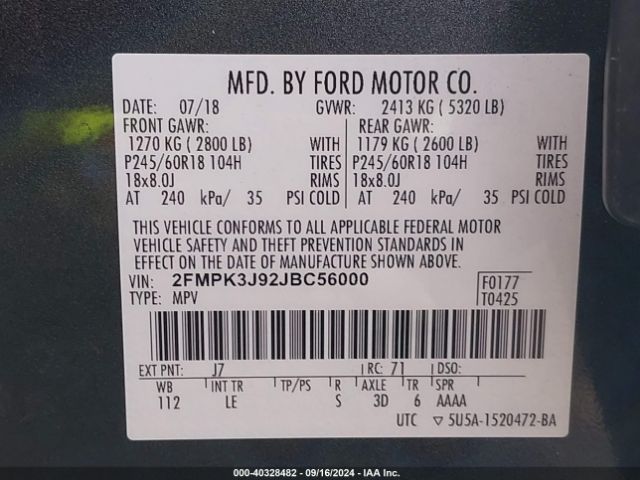 MFD. BY FORD MOTOR CO.
DATE: 07/18 GVWR: 2413 KG ( 5320 LB)
FRONT GAWR: REAR GAWR:
1270 KG ( 2800 LB) WITH 1179 KG ( 2600 LB) WITH
P245/60R18 104H TIRES P245/60R18 104H TIRES
18x8.0J RIMS 18x8.0J RIMS
AT 240 kPa/ 35 PSI COLD AT 240 kPa/ 35 PSI COLD
THIS VEHICLE CONFORMS TO ALL APPLICABLE FEDERAL MOTOR
VEHICLE SAFETY AND THEFT PREVENTION STANDARDS IN
EFFECT ON THE DATE OF MANUFACTURE SHOWN ABOVE.
VIN: 2FMPK3J92JBC56000 F0177
TYPE: MPV T0425
EXT PNT: J7 RC: 71 DSO:
WB INT TR TP/PS R AXLE TR SPR
112 LE S 3D 6 AAAA
UTC ▽ 5U5A-1520472-BA
000-40328482 - 09/16/2024 - IAA Inc.